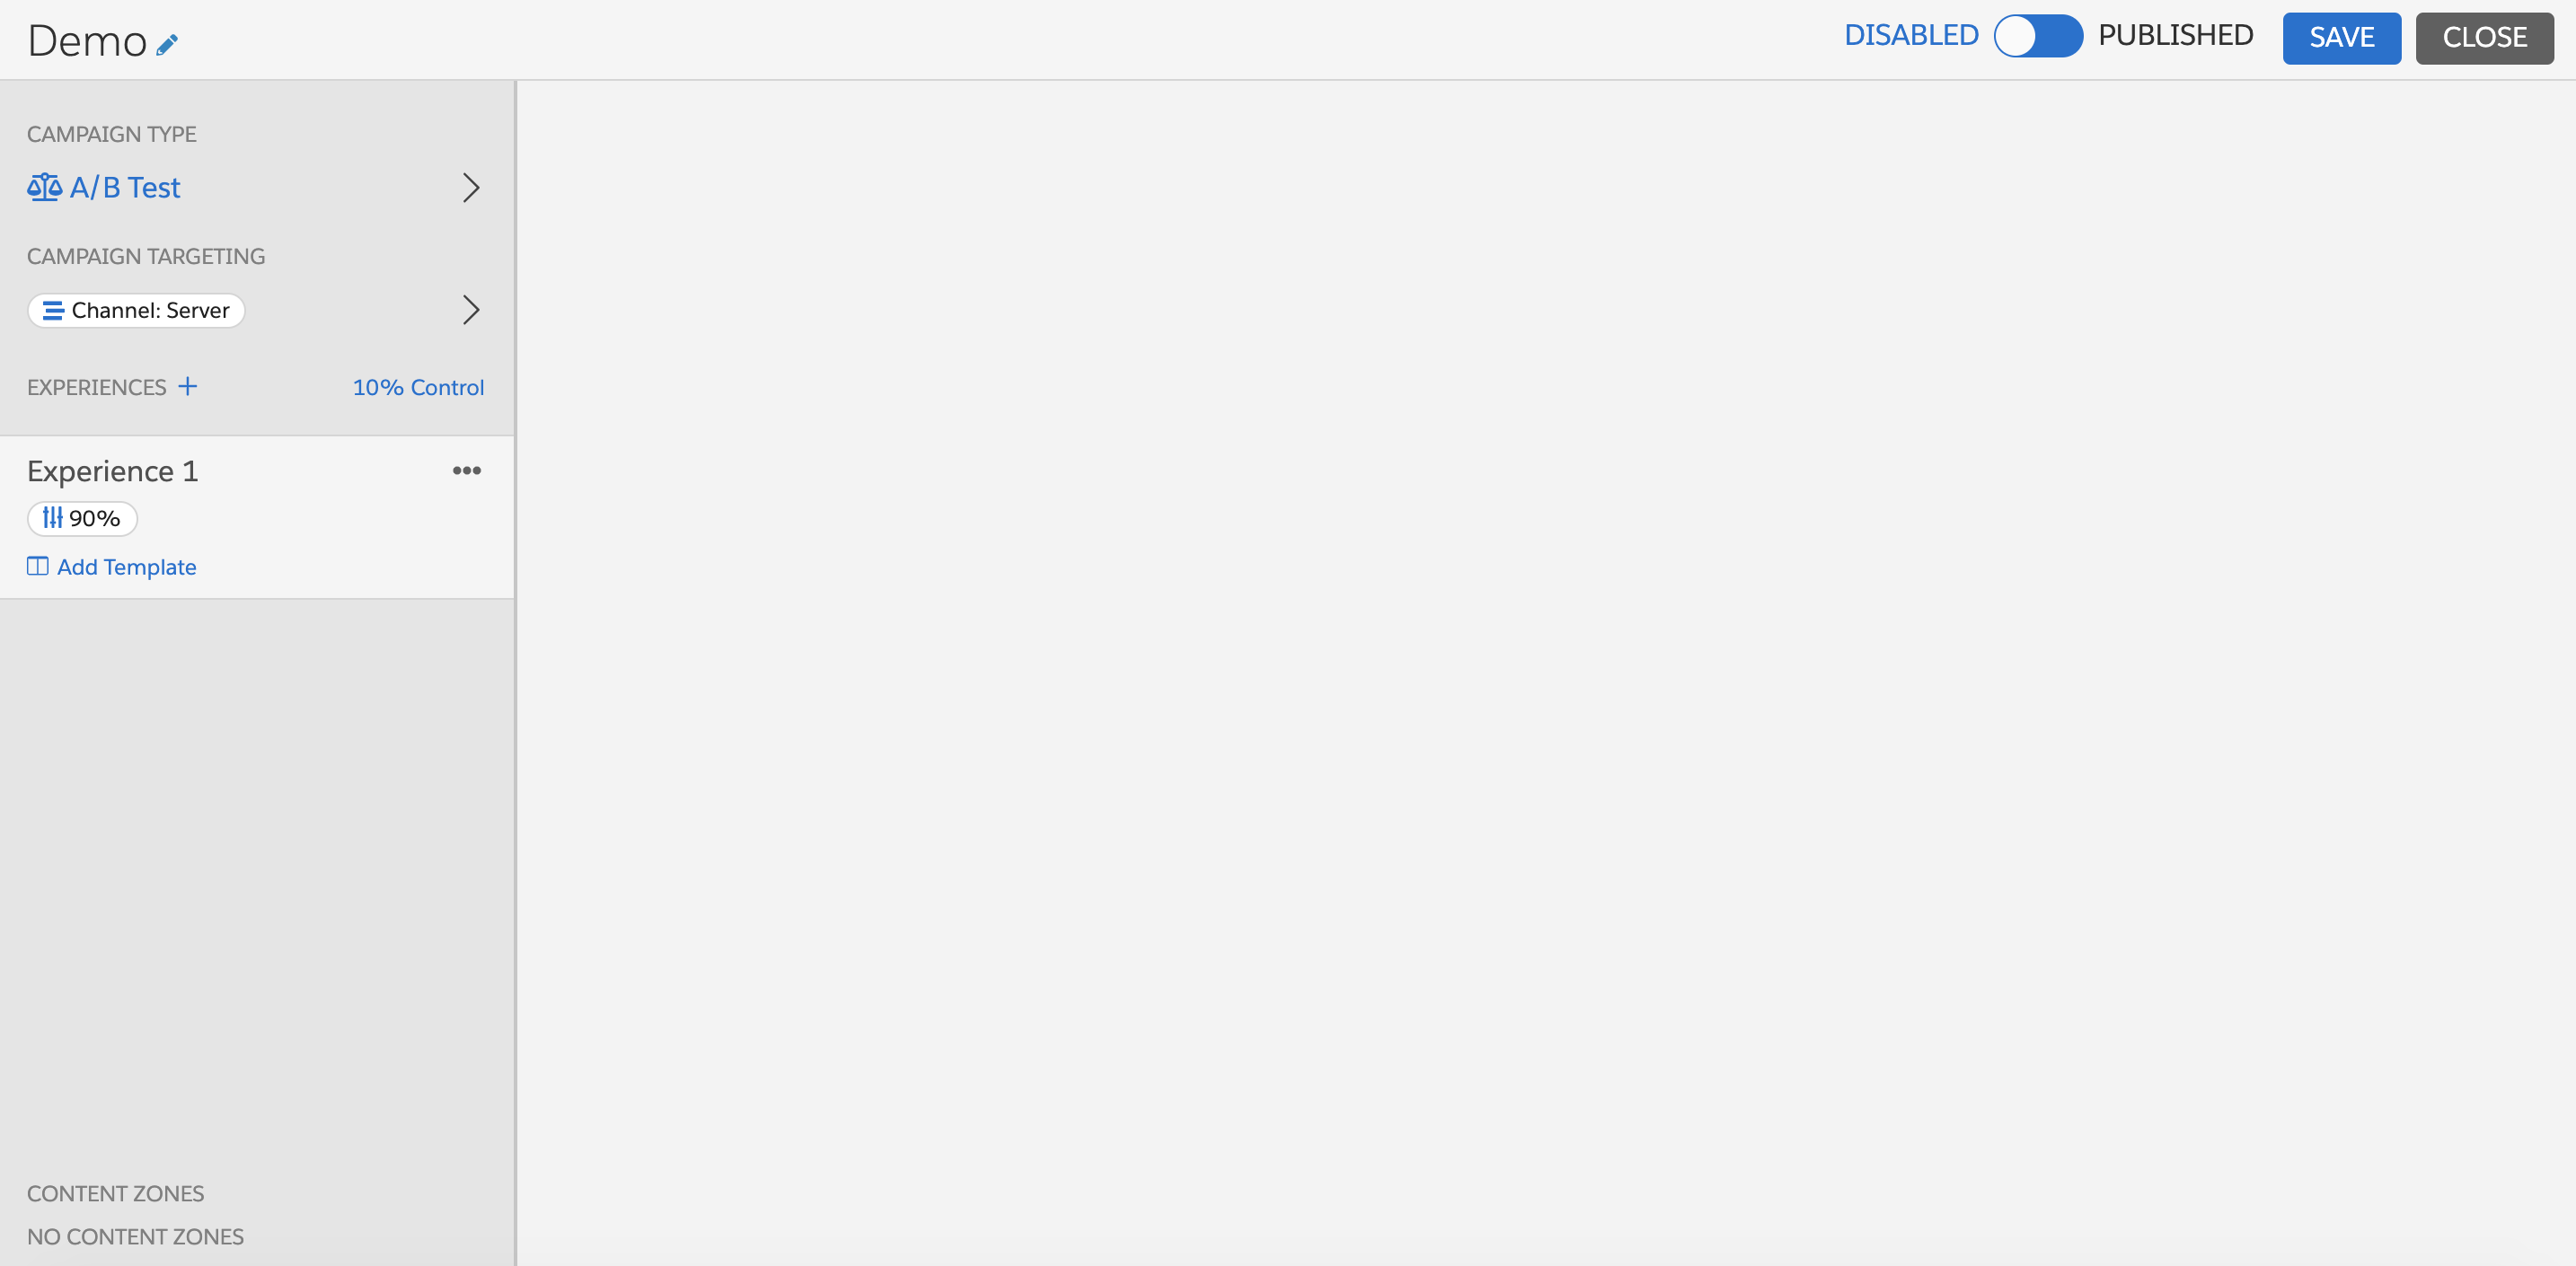 Demo
DISABLED PUBLISHED SAVE CLOSE
CAMPAIGN TYPE
A/B Test
CAMPAIGN TARGETING
Channel: Server
EXPERIENCES + 10% Control
Experience 1
90%
Add Template
CONTENT ZONES
NO CONTENT ZONES